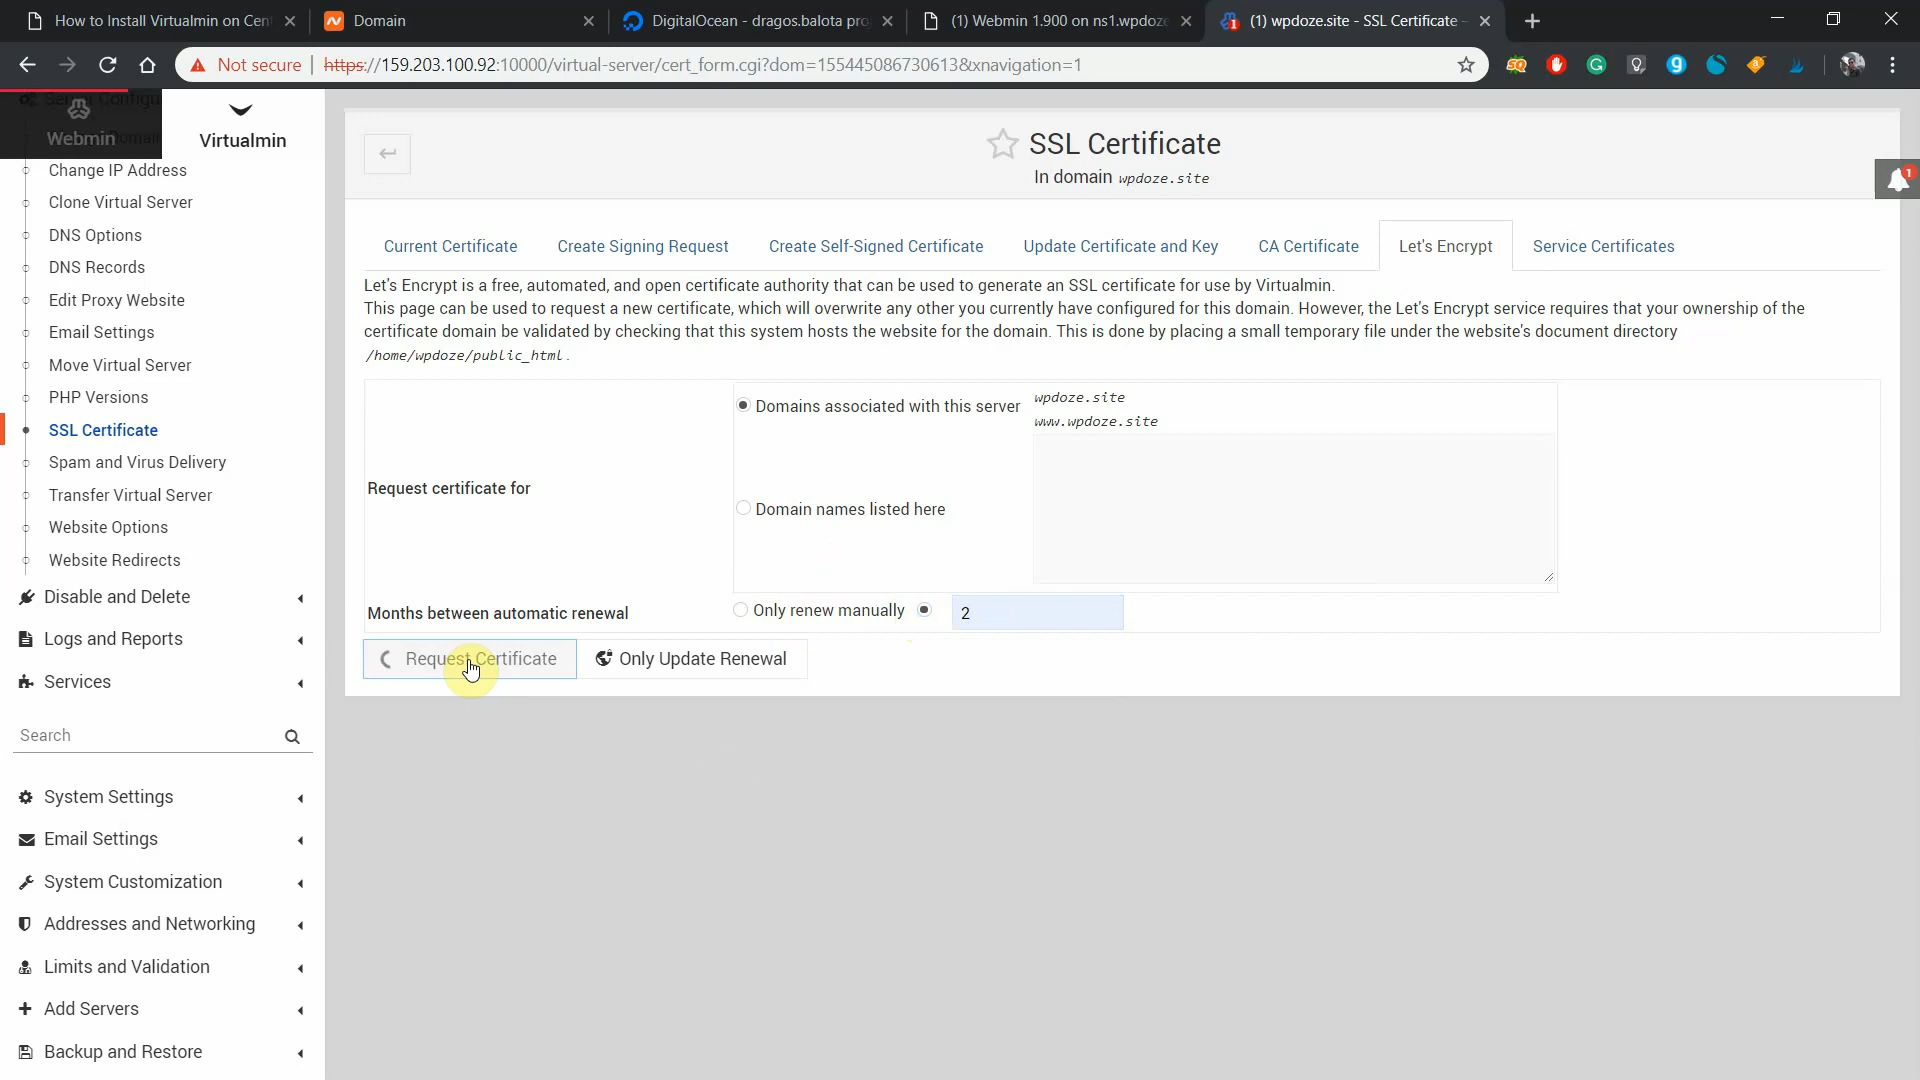 How to Install Virtualmin on Cen
Domain
DigitalOcean - dragos.balota pro
(1) Webmin 1.900 on ns1.wpdoze
(1) wpdoze.site - SSL Certificate -
Not secure
https://159.203.100.92:10000/virtual-server/cert_form.cgi?dom=155445086730613&xnavigation=1
Webmin
Virtualmin
Change IP Address
Clone Virtual Server
DNS Options
DNS Records
Edit Proxy Website
Email Settings
Move Virtual Server
PHP Versions
SSL Certificate
Spam and Virus Delivery
Transfer Virtual Server
Website Options
Website Redirects
Disable and Delete
Logs and Reports
Services
Search
System Settings
Email Settings
System Customization
Addresses and Networking
Limits and Validation
Add Servers
Backup and Restore
SSL Certificate
In domain wpdoze.site
1
Current Certificate
Create Signing Request
Create Self-Signed Certificate
Update Certificate and Key
CA Certificate
Let's Encrypt
Service Certificates
Let's Encrypt is a free, automated, and open certificate authority that can be used to generate an SSL certificate for use by Virtualmin.
This page can be used to request a new certificate, which will overwrite any other you currently have configured for this domain. However, the Let's Encrypt service requires that your ownership of the
certificate domain be validated by checking that this system hosts the website for the domain. This is done by placing a small temporary file under the website's document directory
/home/wpdoze/public_html.
Request certificate for
Domains associated with this server
wpdoze.site
www.wpdoze.site
Domain names listed here
Months between automatic renewal
Only renew manually
2
Request Certificate
Only Update Renewal